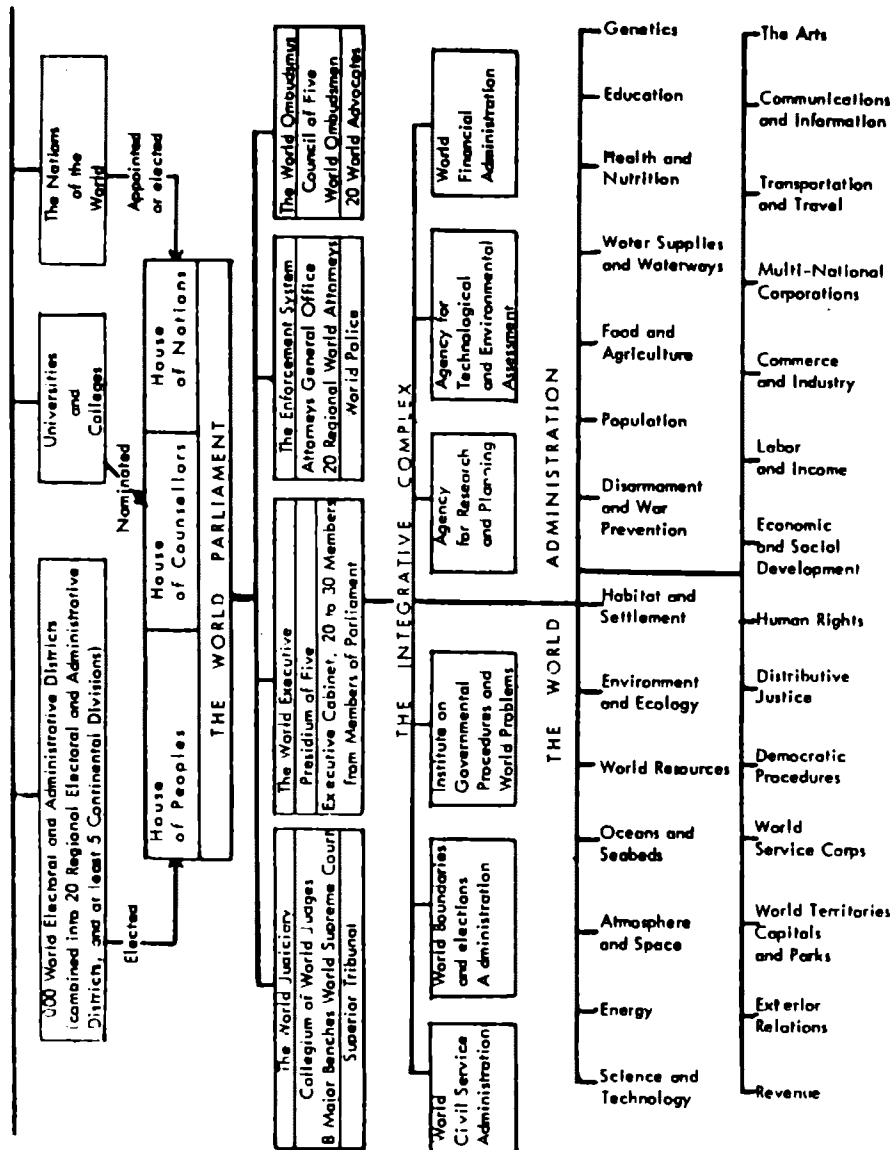 000 World Electoral and Administrative Districts
(combined into 20 Regional Electoral and Administrative
Districts, and at least 5 Continental Divisions)
Universities
and
Colleges
The Nations
of the
World
Elected
Nominated
Appointed
or elected
House
of Peoples
House
of Counsellors
House
of Nations
THE WORLD PARLIAMENT
The World Judiciary
Collegium of World Judges
8 Major Benches World Supreme Court
Superior Tribunal
The World Executive
Presidium of Five
Executive Cabinet, 20 to 30 Members
from Members of Parliament
The Enforcement System
Attorneys General Office
20 Regional World Attorneys
World Police
The World Ombudsmus
Council of Five
World Ombudsmen
20 World Advocates
THE INTEGRATIVE COMPLEX
World
Civil Service
Administration
World Boundaries
and elections
Administration
Institute on
Governmental
Procedures and
World Problems
Agency
for Research
and Planning
Agency for
Technological
and Environmental
Assessment
World
Financial
Administration
THE WORLD ADMINISTRATION
Genetics
Education
Health and
Nutrition
Water Supplies
and Waterways
Food and
Agriculture
Population
Disarmament
and War
Prevention
Habitat and
Settlement
Environment
and Ecology
World Resources
Oceans and
Seabeds
Atmosphere
and Space
Energy
Science and
Technology
The Arts
Communications
and Information
Transportation
and Travel
Multi-National
Corporations
Commerce
and Industry
Labor
and Income
Economic
and Social
Development
Human Rights
Distributive
Justice
Democratic
Procedures
World
Service Corps
World Territories
Capitals
and Parks
Exterior
Relations
Revenue